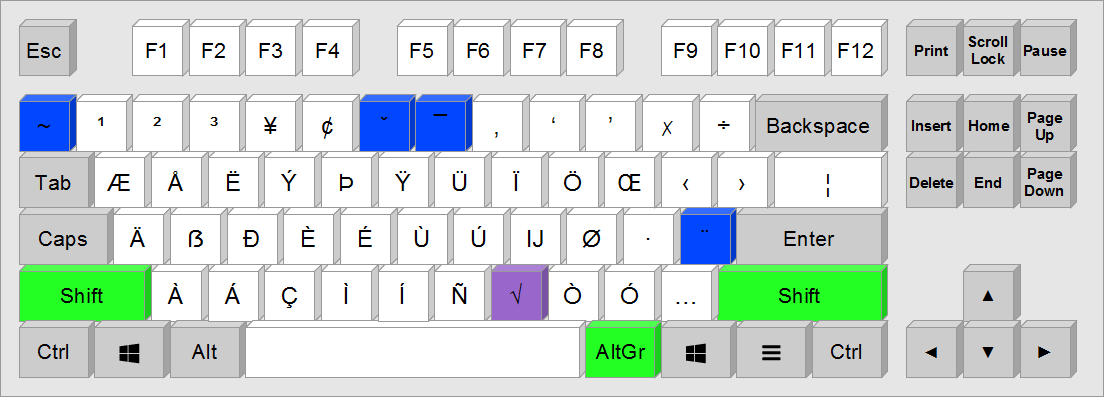 Esc F1 F2 F3 F4 F5 F6 F7 F8 F9 F10 F11 F12 Print Scroll Lock Pause
~ ¹ ² ³ ¥ ¢ ˇ ¯ ‚ ‘ ’ ÷ Backspace Insert Home Page Up
Tab Æ Å Ë Ý Þ Ÿ Ü Ï Ö Œ ‹ › ¦ Delete End Page Down
Caps Ä ẞ Ð È É Ù Ú IJ Ø · ¨ Enter
Shift À Á Ç Ì Í Ñ √ Ò Ó … Shift ▲
Ctrl Alt AltGr Ctrl ◄ ▼ ►